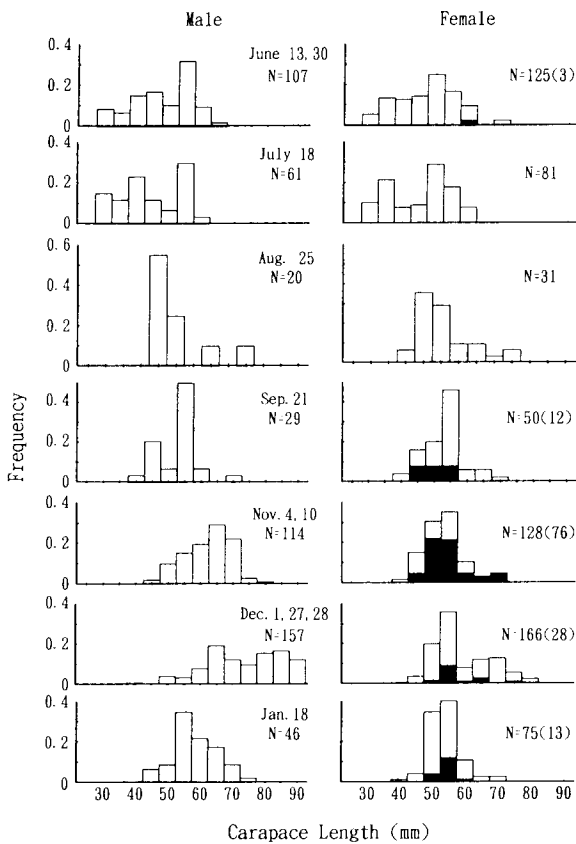 Male
Female
0.4
0.2
0
June 13,30
N=107
N=125(3)
0.4
0.2
0
July 18
N=61
N=81
0.6
0.4
0.2
0
Aug. 25
N=20
N=31
0.4
0.2
0
Sep. 21
N=29
N=50(12)
0.4
0.2
0
Nov. 4,10
N=114
N=128(76)
0.4
0.2
0
Dec. 1,27,28
N=157
N=166(28)
0.4
0.2
0
Jan. 18
N=46
N=75(13)
30 40 50 60 70 80 90
30 40 50 60 70 80 90
Frequency
Carapace Length (mm)